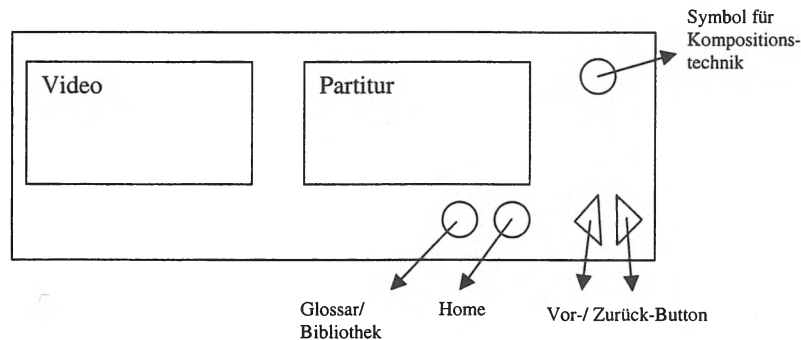 Symbol für
Kompositions-
technik
Video
Partitur
Glossar/
Bibliothek
Home
Vor-/ Zurück-Button